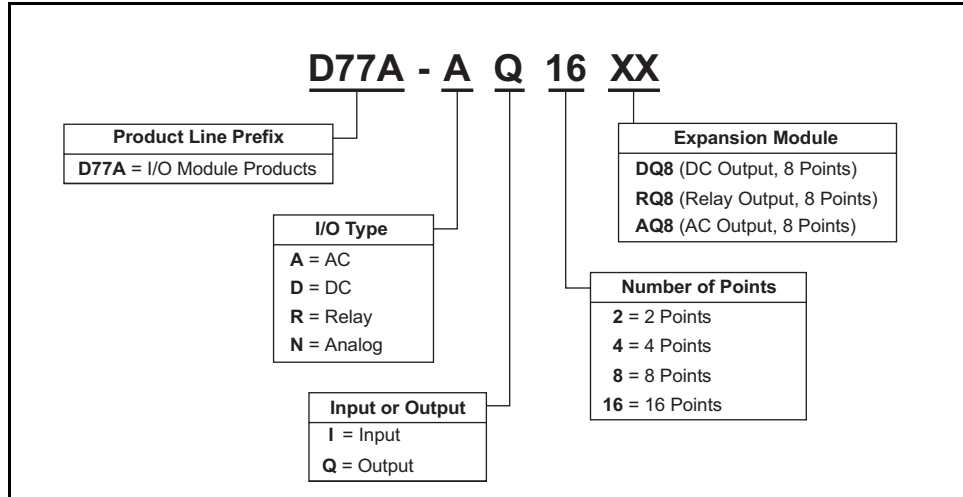 D77A - A Q 16 XX
Product Line Prefix
D77A = I/O Module Products
Expansion Module
DQ8 (DC Output, 8 Points)
RQ8 (Relay Output, 8 Points)
AQ8 (AC Output, 8 Points)
I/O Type
A = AC
D = DC
R = Relay
N = Analog
Number of Points
2 = 2 Points
4 = 4 Points
8 = 8 Points
16 = 16 Points
Input or Output
I = Input
Q = Output